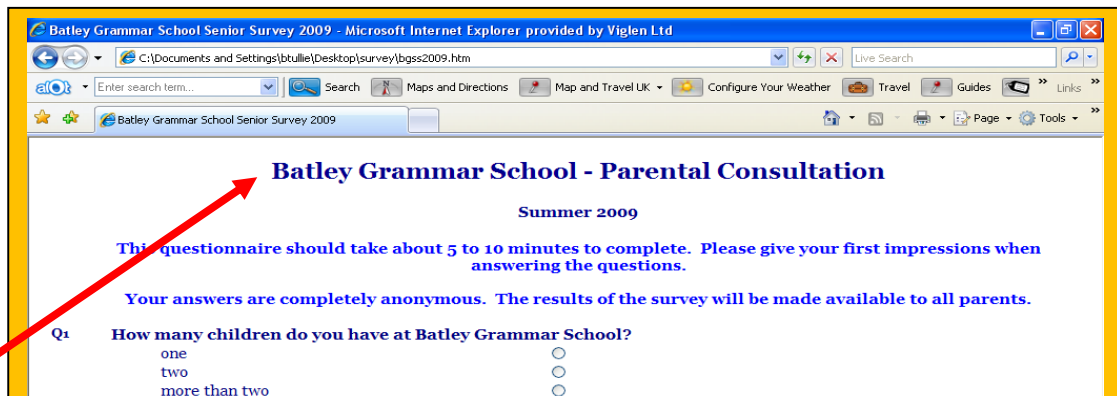 Batley Grammar School Senior Survey 2009 - Microsoft Internet Explorer provided by Viglen Ltd
C:\Documents and Settings\btullie\Desktop\survey\bgss2009.htm
Live Search
Enter search term...
Search
Maps and Directions
Map and Travel UK
Configure Your Weather
Travel
Guides
Links
Batley Grammar School Senior Survey 2009
Page
Tools
Batley Grammar School - Parental Consultation
Summer 2009
This questionnaire should take about 5 to 10 minutes to complete. Please give your first impressions when
answering the questions.
Your answers are completely anonymous. The results of the survey will be made available to all parents.
Q1 How many children do you have at Batley Grammar School?
one
two
more than two